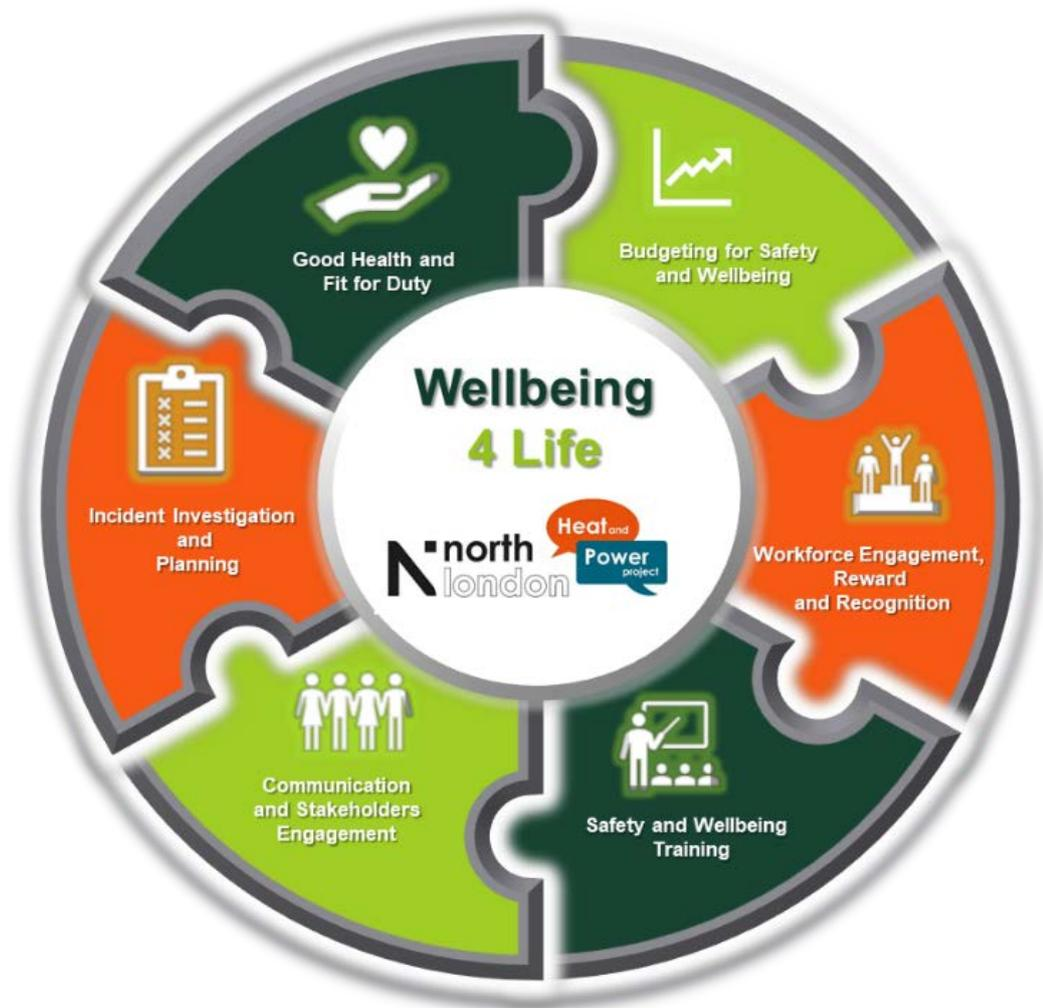 Good Health and
Fit for Duty
Budgeting for Safety
and Wellbeing
Workforce Engagement,
Reward
and Recognition
Safety and Wellbeing
Training
Communication
and Stakeholders
Engagement
Incident Investigation
and
Planning
Wellbeing
4 Life
north
london
Heat and
Power
project